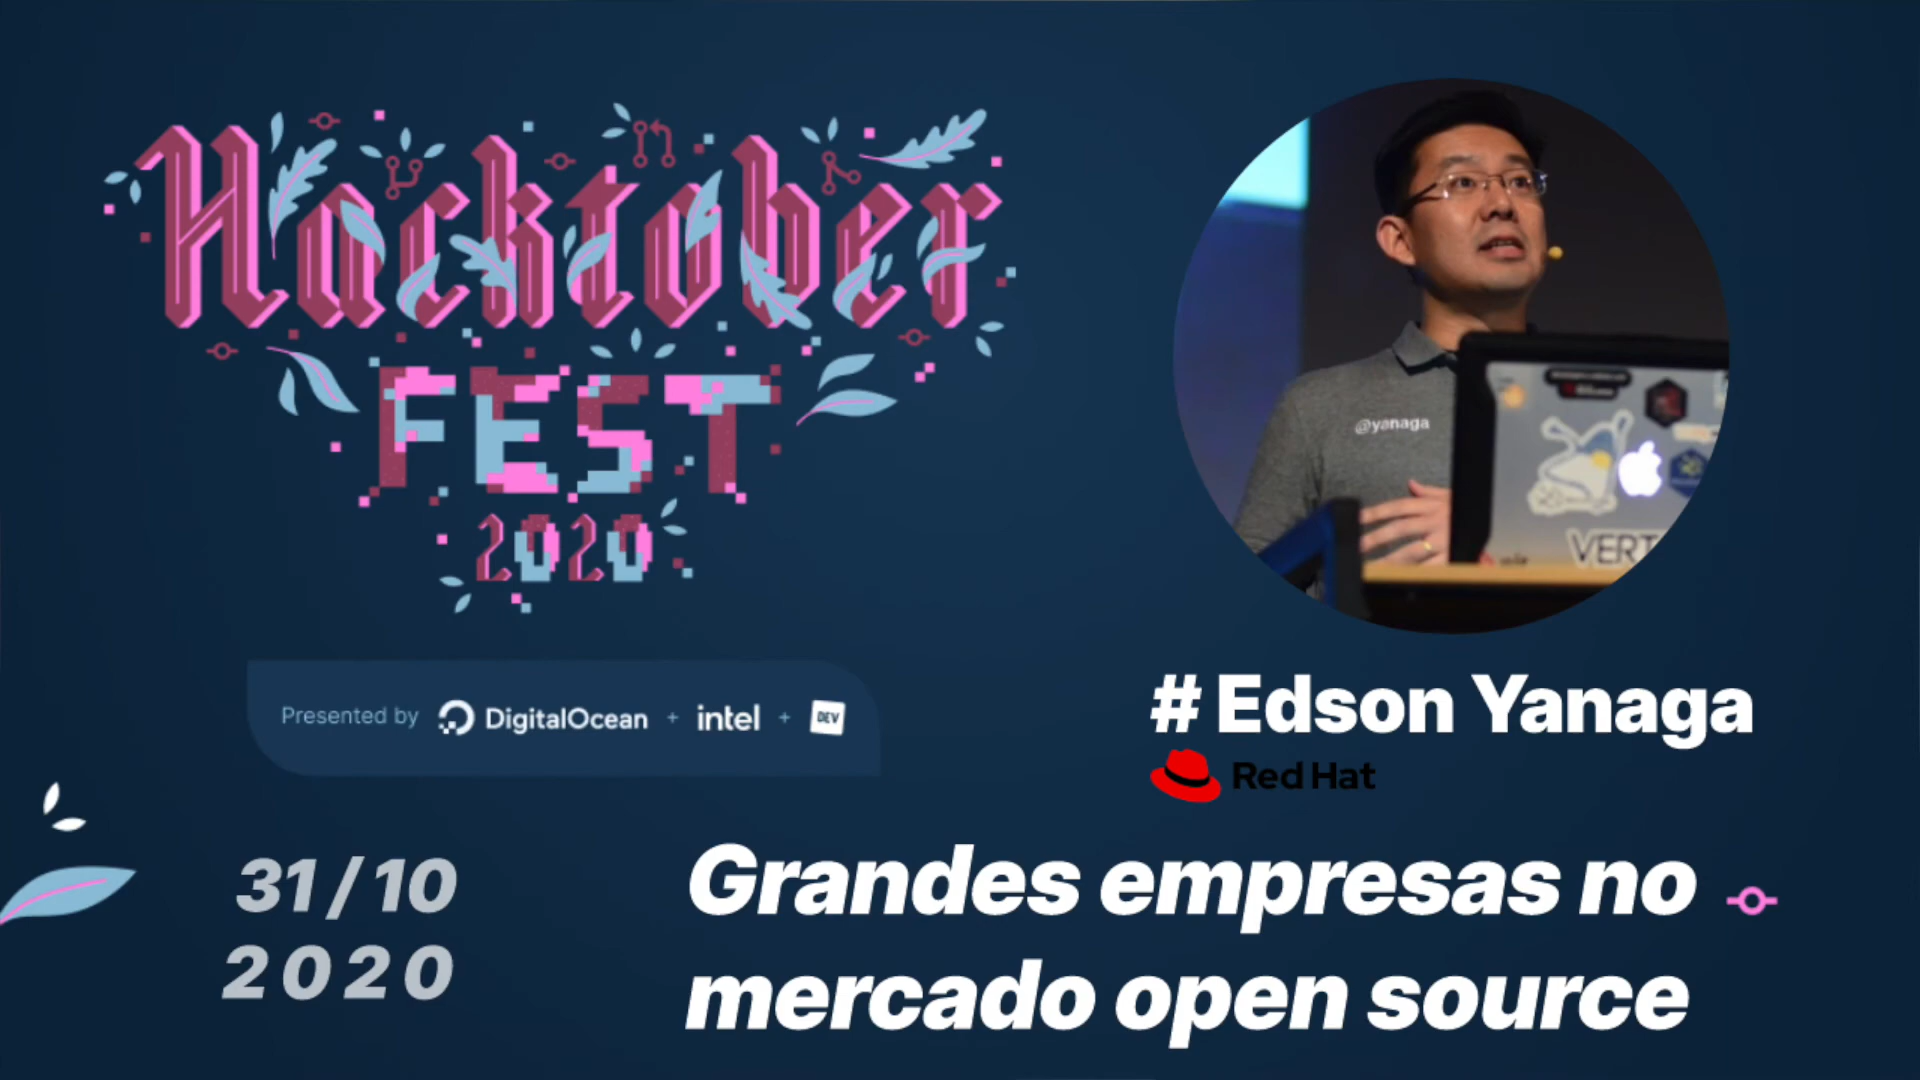 Hacktober
FEST
2020
Presented by DigitalOcean + intel + DEV
@yanaga
VERT
# Edson Yanaga
Red Hat
31/10
2020
Grandes empresas no
mercado open source